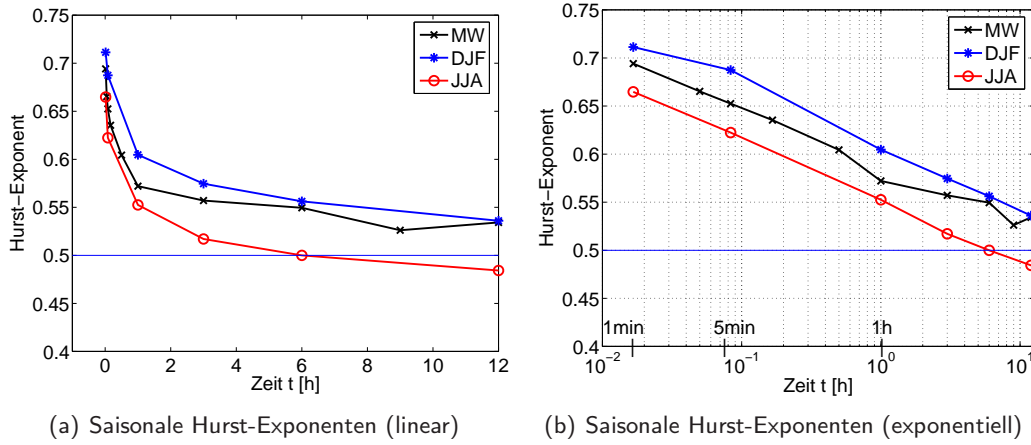 0.75
0.7
0.65
0.6
0.55
0.5
0.45
0.4
Hurst−Exponent
MW
DJF
JJA
0 2 4 6 8 10 12
Zeit t [h]
(a) Saisonale Hurst-Exponenten (linear)
0.75
0.7
0.65
0.6
0.55
0.5
0.45
0.4
Hurst−Exponent
MW
DJF
JJA
1min 5min 1h
10−2 10−1 100 101
Zeit t [h]
(b) Saisonale Hurst-Exponenten (exponentiell)